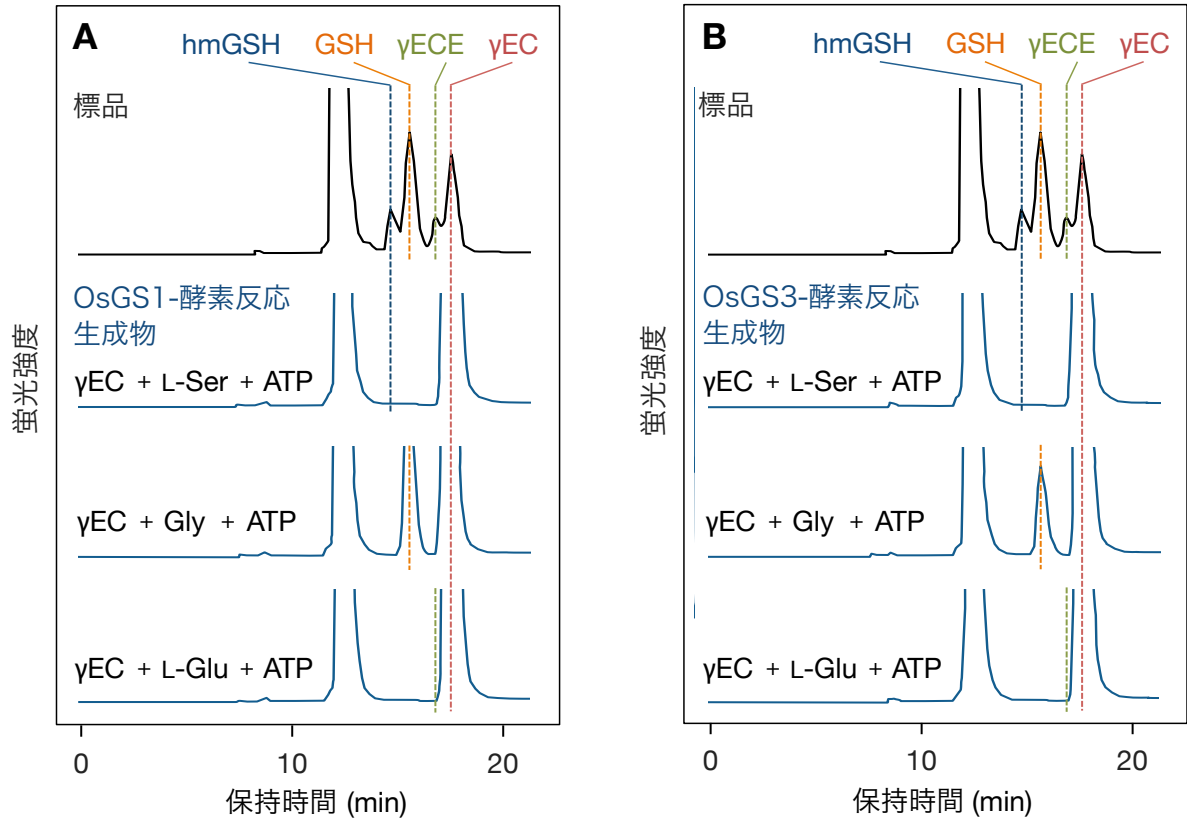 A
hmGSH GSH γECE γEC
標品
OsGS1-酵素反応
生成物
γEC + L-Ser + ATP
γEC + Gly + ATP
γEC + L-Glu + ATP
蛍光強度
0 10 20
保持時間 (min)
B
hmGSH GSH γECE γEC
標品
OsGS3-酵素反応
生成物
γEC + L-Ser + ATP
γEC + Gly + ATP
γEC + L-Glu + ATP
蛍光強度
0 10 20
保持時間 (min)